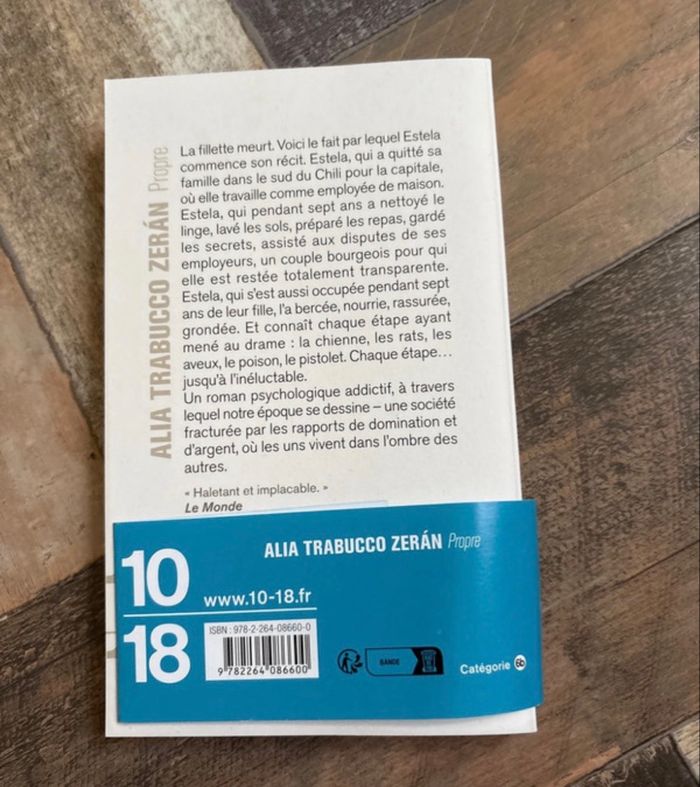 ALIA TRABUCCO ZERÁN Propre
La fillette meurt. Voici le fait par lequel Estela
commence son récit. Estela, qui a quitté sa
famille dans le sud du Chili pour la capitale,
où elle travaille comme employée de maison.
Estela, qui pendant sept ans a nettoyé le
linge, lavé les sols, préparé les repas, gardé
les secrets, assisté aux disputes de ses
employeurs, un couple bourgeois pour qui
elle est restée totalement transparente.
Estela, qui s'est aussi occupée pendant sept
ans de leur fille, l'a bercée, nourrie, rassurée,
grondée. Et connaît chaque étape ayant
mené au drame : la chienne, les rats, les
aveux, le poison, le pistolet. Chaque étape…
jusqu'à l'inéluctable.
Un roman psychologique addictif, à travers
lequel notre époque se dessine – une société
fracturée par les rapports de domination et
d'argent, où les uns vivent dans l'ombre des
autres.
« Haletant et implacable. »
Le Monde
ALIA TRABUCCO ZERÁN Propre
10
18
www.10-18.fr
ISBN : 978-2-264-08660-0
9 782264 086600
BANDE
Catégorie 6b